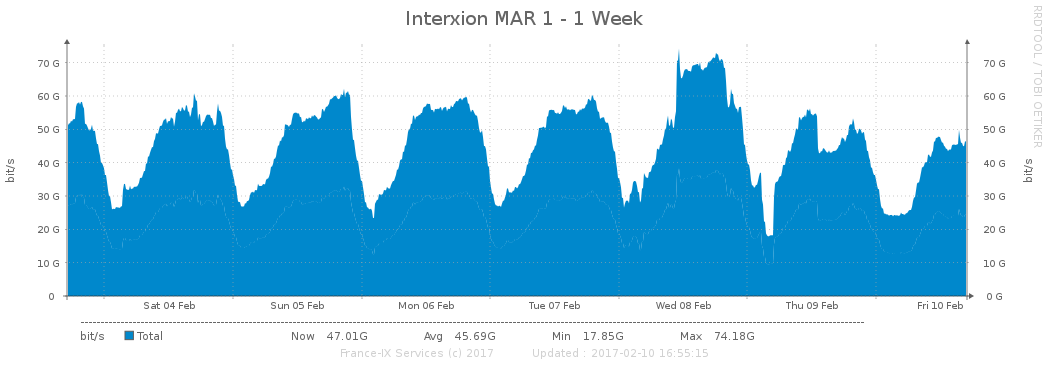 Interxion MAR 1 - 1 Week
RRDTOOL / TOBI OETIKER
bit/s
70 G 70 G
60 G 60 G
50 G 50 G
40 G 40 G
30 G 30 G
20 G 20 G
10 G 10 G
0 0 G
bit/s
Sat 04 Feb Sun 05 Feb Mon 06 Feb Tue 07 Feb Wed 08 Feb Thu 09 Feb Fri 10 Feb
bit/s Total Now 47.01G Avg 45.69G Min 17.85G Max 74.18G
France-IX Services (c) 2017 Updated : 2017-02-10 16:55:15